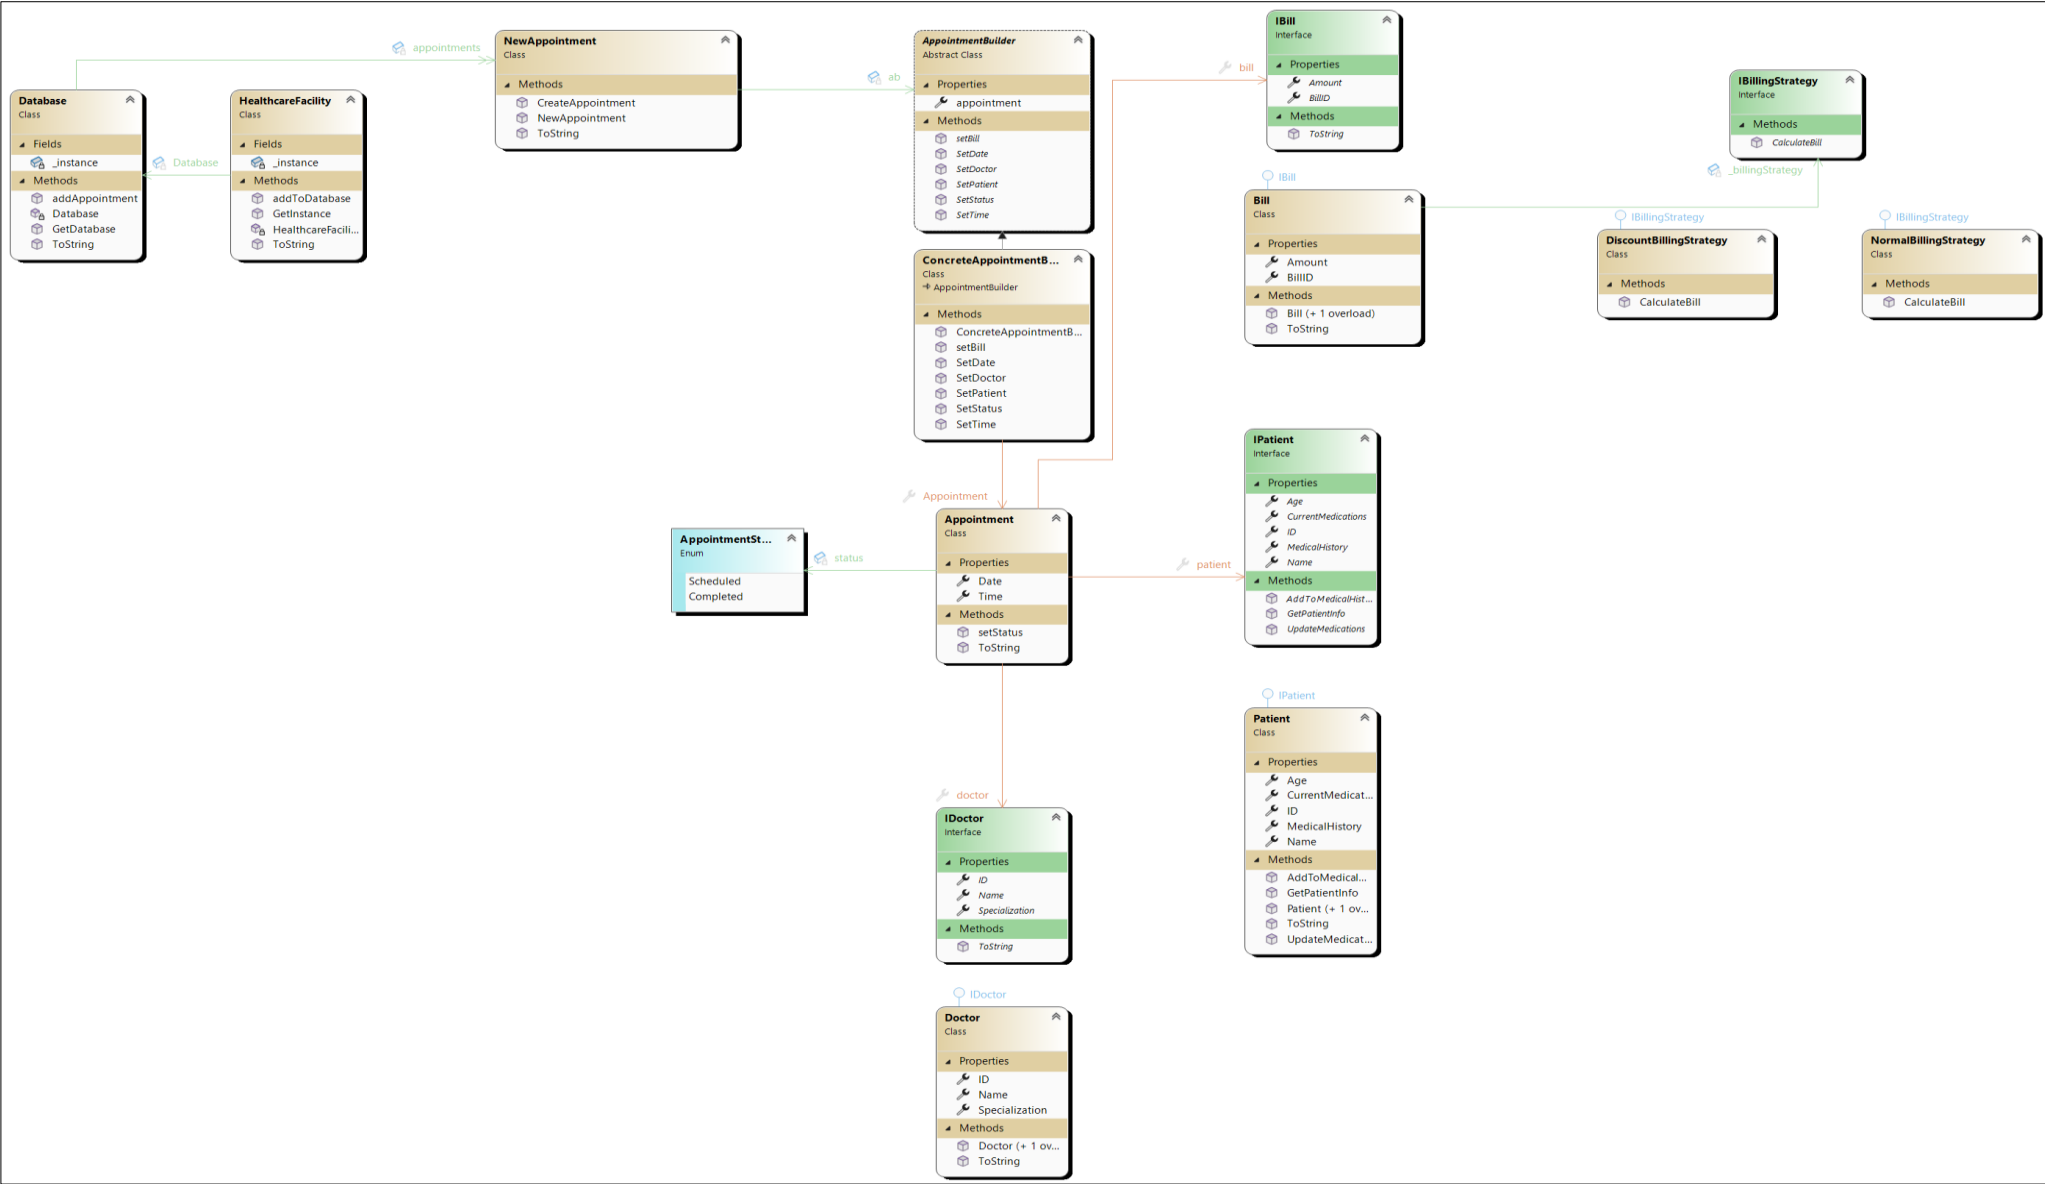 appointments
NewAppointment
Class
Methods
CreateAppointment
NewAppointment
ToString
ab
AppointmentBuilder
Abstract Class
Properties
appointment
Methods
setBill
SetDate
SetDoctor
SetPatient
SetStatus
SetTime
bill
IBill
Interface
Properties
Amount
BillID
Methods
ToString
IBillingStrategy
Interface
Methods
CalculateBill
_billingStrategy
Database
Class
Fields
_instance
Methods
addAppointment
Database
GetDatabase
ToString
Database
HealthcareFacility
Class
Fields
_instance
Methods
addToDatabase
GetInstance
HealthcareFacili...
ToString
IBill
Bill
Class
Properties
Amount
BillID
Methods
Bill (+ 1 overload)
ToString
IBillingStrategy
DiscountBillingStrategy
Class
Methods
CalculateBill
IBillingStrategy
NormalBillingStrategy
Class
Methods
CalculateBill
ConcreteAppointmentB...
Class
AppointmentBuilder
Methods
ConcreteAppointmentB...
setBill
SetDate
SetDoctor
SetPatient
SetStatus
SetTime
Appointment
Appointment
Class
Properties
Date
Time
Methods
setStatus
ToString
AppointmentSt...
Enum
Scheduled
Completed
status
patient
IPatient
Interface
Properties
Age
CurrentMedications
ID
MedicalHistory
Name
Methods
AddToMedicalHist...
GetPatientInfo
UpdateMedications
IPatient
Patient
Class
Properties
Age
CurrentMedicat...
ID
MedicalHistory
Name
Methods
AddToMedical...
GetPatientInfo
Patient (+ 1 ov...
ToString
UpdateMedicat...
doctor
IDoctor
Interface
Properties
ID
Name
Specialization
Methods
ToString
IDoctor
Doctor
Class
Properties
ID
Name
Specialization
Methods
Doctor (+ 1 ov...
ToString